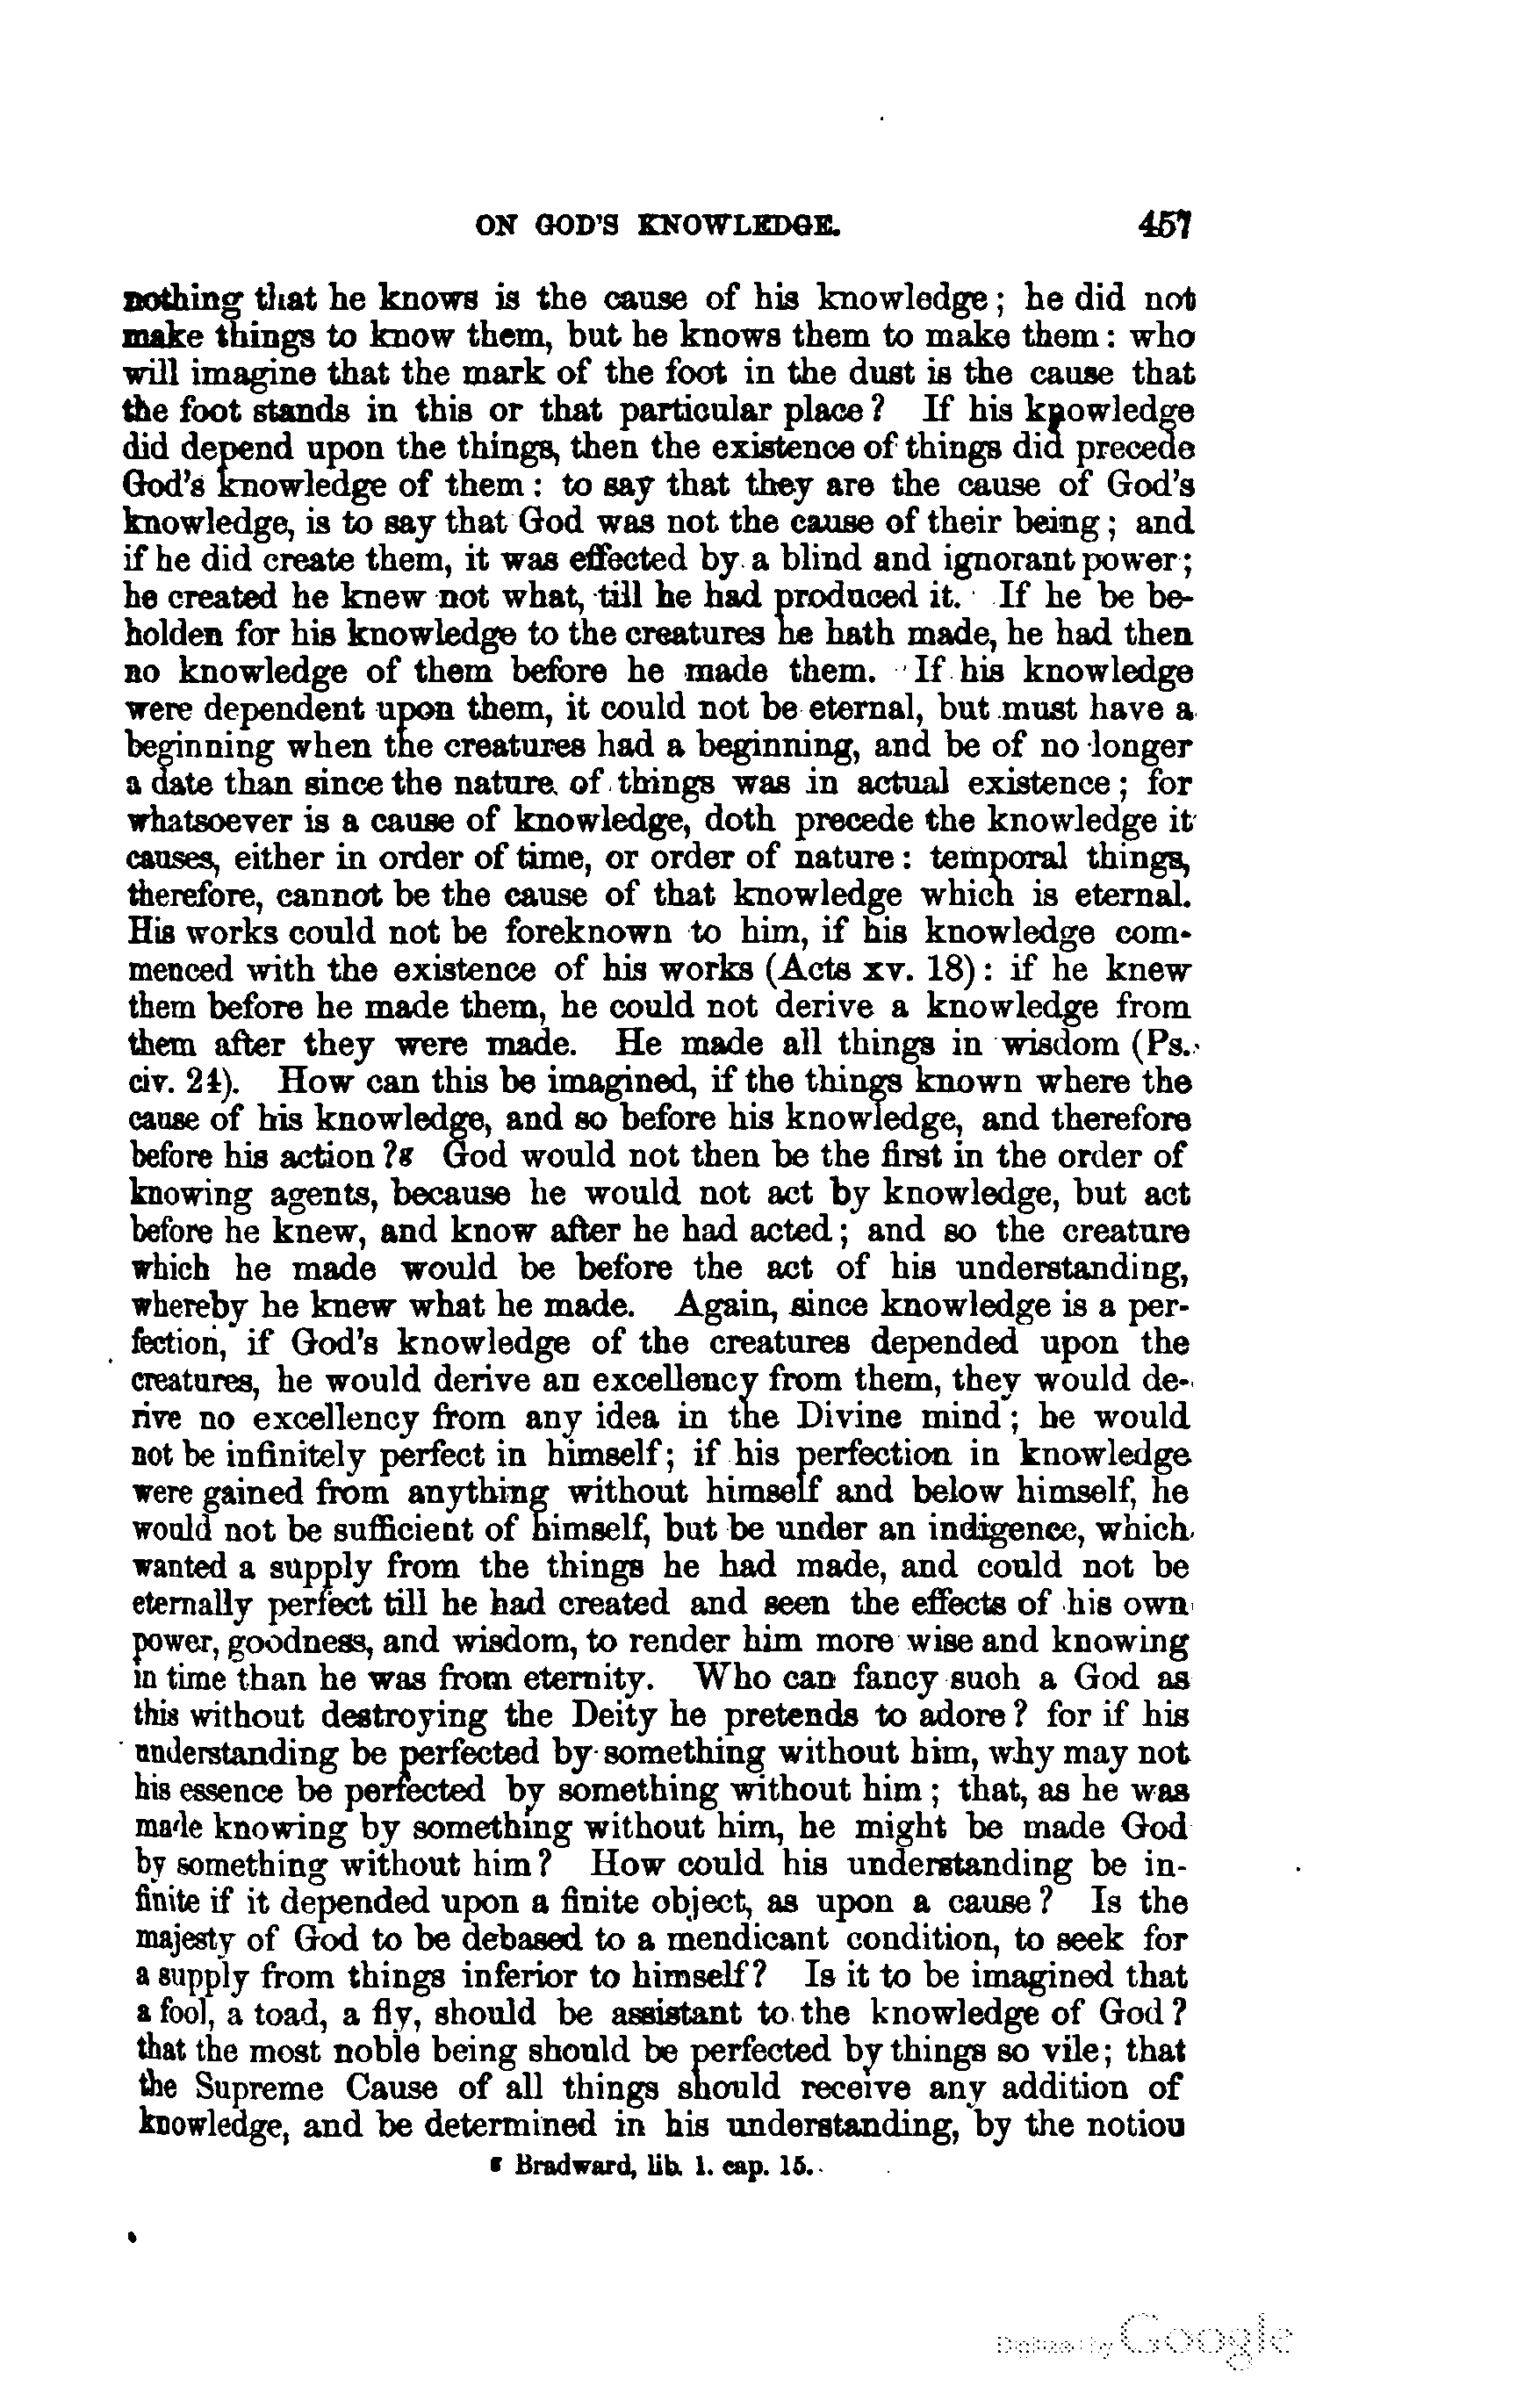 ON GOD'S KNOWLEDGE. 457
nothing that he knows is the cause of his knowledge; he did not
make things to know them, but he knows them to make them: who
will imagine that the mark of the foot in the dust is the cause that
the foot stands in this or that particular place? If his knowledge
did depend upon the things, then the existence of things did precede
God's knowledge of them: to say that they are the cause of God's
knowledge, is to say that God was not the cause of their being; and
if he did create them, it was effected by a blind and ignorant power;
he created he knew not what, till he had produced it. If he be be-
holden for his knowledge to the creatures he hath made, he had then
no knowledge of them before he made them. If his knowledge
were dependent upon them, it could not be eternal, but must have a
beginning when the creatures had a beginning, and be of no longer
a date than since the nature of things was in actual existence; for
whatsoever is a cause of knowledge, doth precede the knowledge it
causes, either in order of time, or order of nature: temporal things,
therefore, cannot be the cause of that knowledge which is eternal.
His works could not be foreknown to him, if his knowledge com-
menced with the existence of his works (Acts xv. 18): if he knew
them before he made them, he could not derive a knowledge from
them after they were made. He made all things in wisdom (Ps.
civ. 24). How can this be imagined, if the things known where the
cause of his knowledge, and so before his knowledge, and therefore
before his action?g God would not then be the first in the order of
knowing agents, because he would not act by knowledge, but act
before he knew, and know after he had acted; and so the creature
which he made would be before the act of his understanding,
whereby he knew what he made. Again, since knowledge is a per-
fection, if God's knowledge of the creatures depended upon the
creatures, he would derive an excellency from them, they would de-
rive no excellency from any idea in the Divine mind; he would
not be infinitely perfect in himself; if his perfection in knowledge
were gained from anything without himself and below himself, he
would not be sufficient of himself, but be under an indigence, which
wanted a supply from the things he had made, and could not be
eternally perfect till he had created and seen the effects of his own
power, goodness, and wisdom, to render him more wise and knowing
in time than he was from eternity. Who can fancy such a God as
this without destroying the Deity he pretends to adore? for if his
understanding be perfected by something without him, why may not
his essence be perfected by something without him; that, as he was
made knowing by something without him, he might be made God
by something without him? How could his understanding be in-
finite if it depended upon a finite object, as upon a cause? Is the
majesty of God to be debased to a mendicant condition, to seek for
a supply from things inferior to himself? Is it to be imagined that
a fool, a toad, a fly, should be assistant to the knowledge of God?
that the most noble being should be perfected by things so vile; that
the Supreme Cause of all things should receive any addition of
knowledge, and be determined in his understanding, by the notion
g Bradward, lib. 1. cap. 15.
Digitized by Google